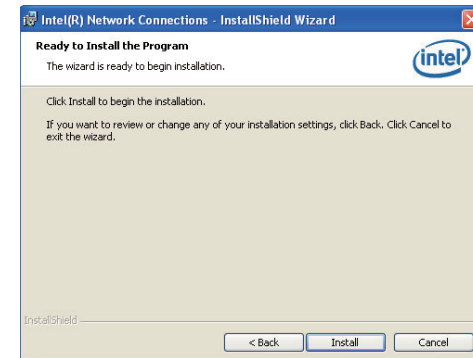 Intel(R) Network Connections - InstallShield Wizard
Ready to Install the Program
The wizard is ready to begin installation.
intel
Click Install to begin the installation.
If you want to review or change any of your installation settings, click Back. Click Cancel to
exit the wizard.
InstallShield
< Back Install Cancel